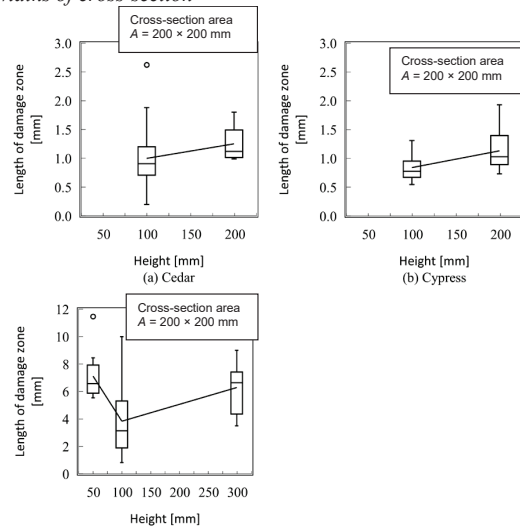 Cross-section area
A = 200 × 200 mm
3.0
2.5
2.0
1.5
1.0
0.5
0.0
Length of damage zone
[mm]
50 100 150 200
Height [mm]
(a) Cedar
Cross-section area
A = 200 × 200 mm
3.0
2.5
2.0
1.5
1.0
0.5
0.0
Length of damage zone
[mm]
50 100 150 200
Height [mm]
(b) Cypress
Cross-section area
A = 200 × 200 mm
12
10
8
6
4
2
0
Length of damage zone
[mm]
50 100 150 200 250 300
Height [mm]